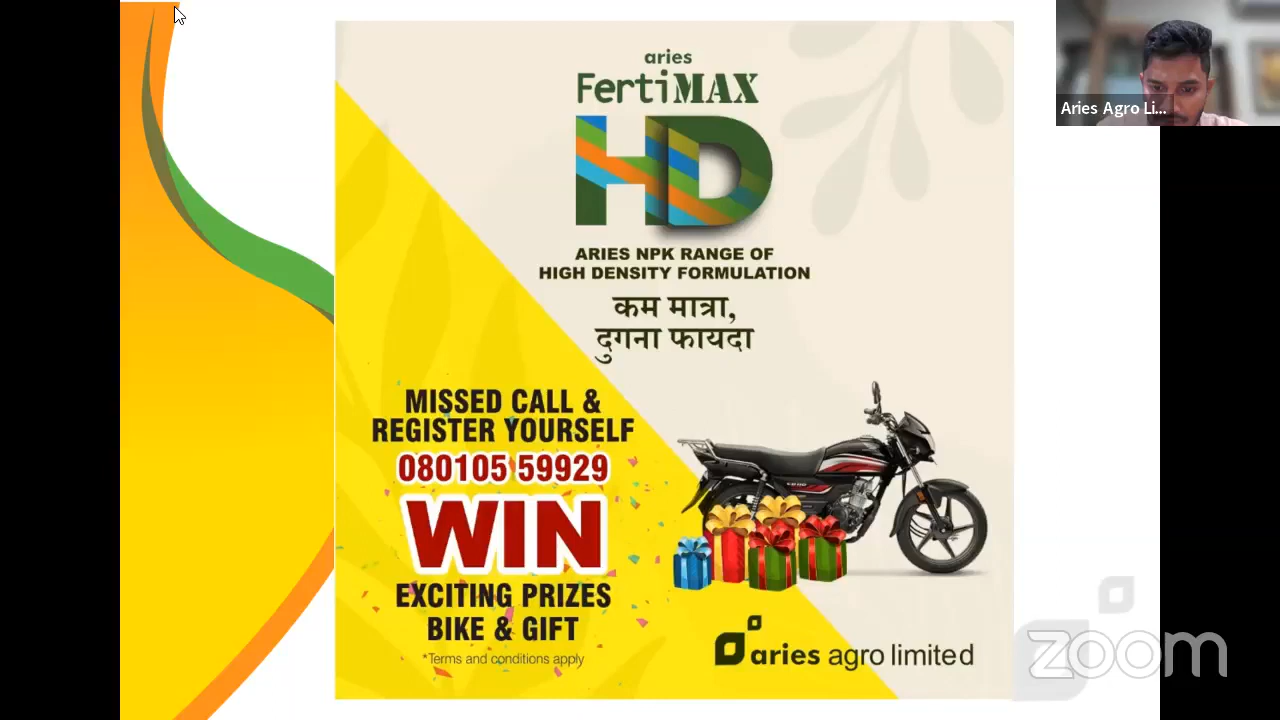 aries
FertiMAX
HD
ARIES NPK RANGE OF
HIGH DENSITY FORMULATION
कम मात्रा,
दुगना फायदा
MISSED CALL &
REGISTER YOURSELF
080105 59929
WIN
EXCITING PRIZES
BIKE & GIFT
*Terms and conditions apply
aries agro limited
Aries Agro Li...
zoom